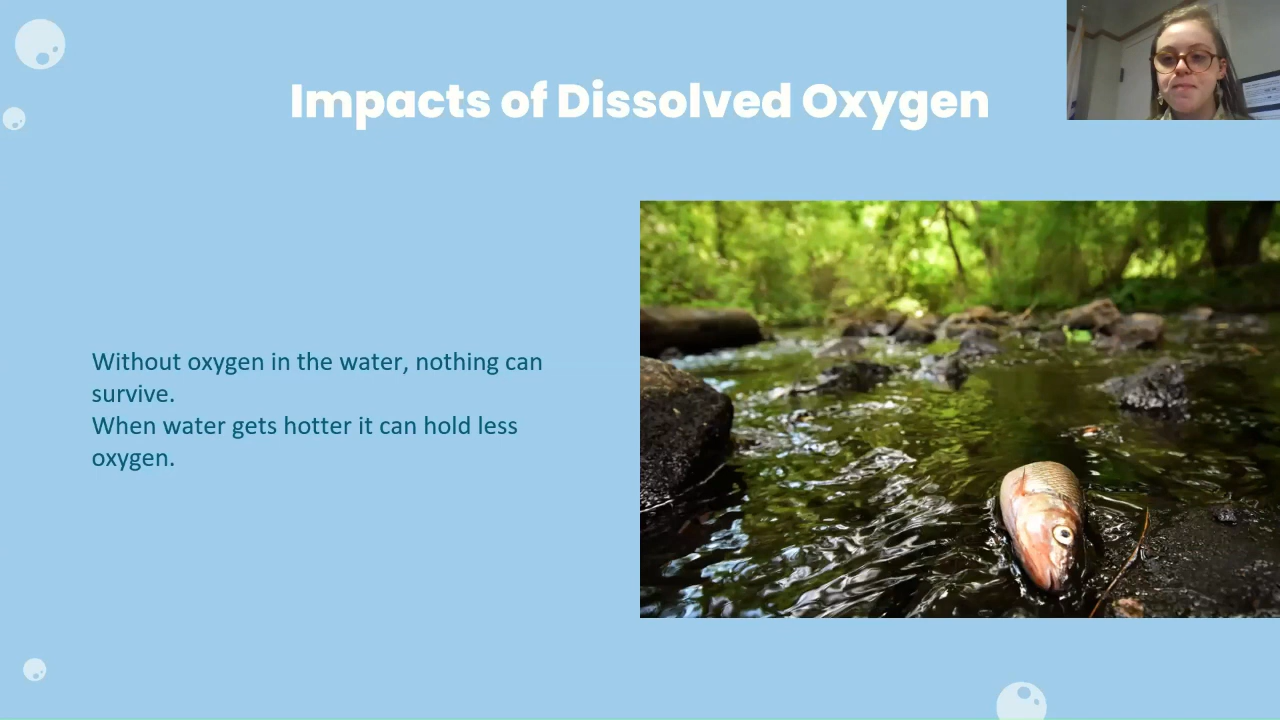 Impacts of Dissolved Oxygen
Without oxygen in the water, nothing can
survive.
When water gets hotter it can hold less
oxygen.